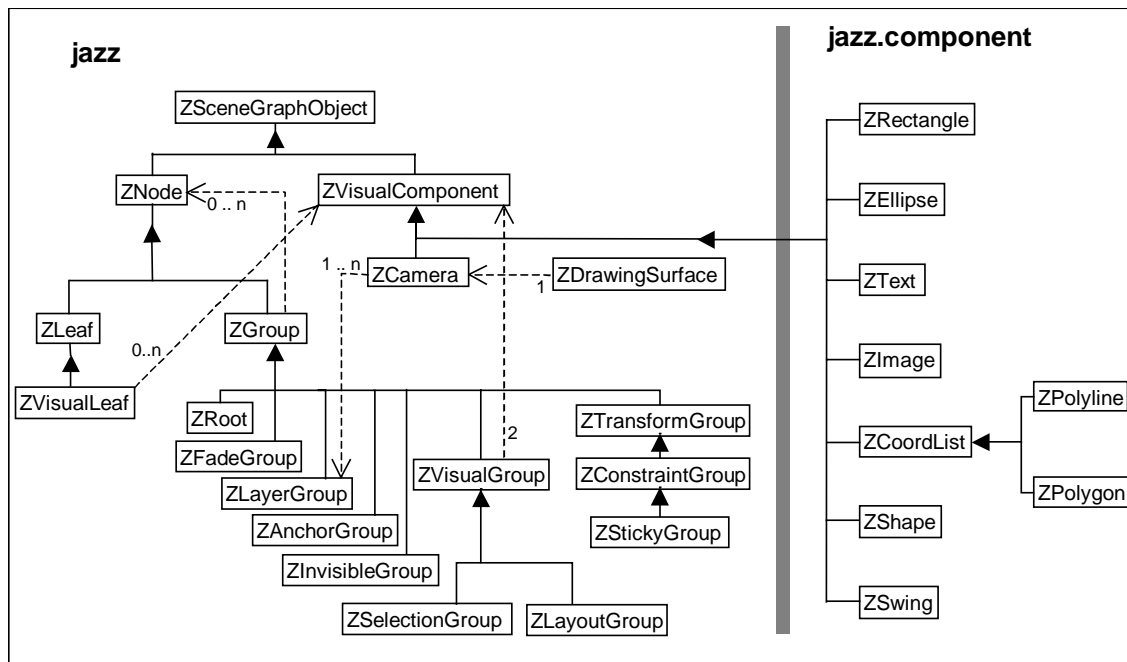 jazz
jazz.component
ZSceneGraphObject
ZRectangle
ZNode
ZVisualComponent
0 .. n
ZEllipse
1 .. n
ZCamera
1
ZDrawingSurface
ZText
ZLeaf
ZGroup
0..n
ZImage
ZVisualLeaf
ZRoot
ZTransformGroup
ZPolyline
2
ZFadeGroup
ZCoordList
ZLayerGroup
ZVisualGroup
ZConstraintGroup
ZPolygon
ZAnchorGroup
ZStickyGroup
ZShape
ZInvisibleGroup
ZSelectionGroup
ZLayoutGroup
ZSwing